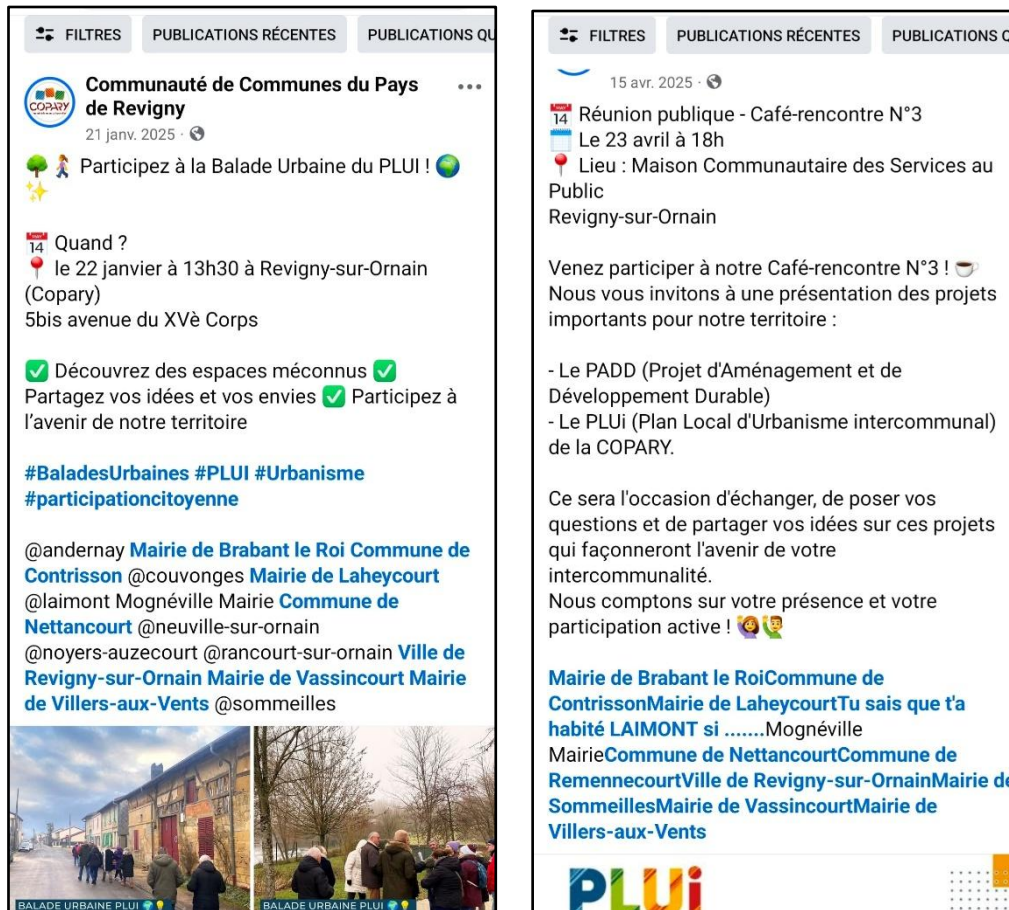 FILTRES PUBLICATIONS RÉCENTES PUBLICATIONS QU
COPARY
Communauté de Communes du Pays
de Revigny
21 janv. 2025 ·
Participez à la Balade Urbaine du PLUI !
14 Quand ?
le 22 janvier à 13h30 à Revigny-sur-Ornain
(Copary)
5bis avenue du XVè Corps
✅ Découvrez des espaces méconnus ✅
Partagez vos idées et vos envies ✅ Participez à
l'avenir de notre territoire
#BaladesUrbaines #PLUI #Urbanisme
#participationcitoyenne
@andernay Mairie de Brabant le Roi Commune de
Contrisson @couvonges Mairie de Laheycourt
@laimont Mognéville Mairie Commune de
Nettancourt @neuville-sur-ornain
@noyers-auzecourt @rancourt-sur-ornain Ville de
Revigny-sur-Ornain Mairie de Vassincourt Mairie
de Villers-aux-Vents @sommeilles
BALADE URBAINE PLUI
BALADE URBAINE PLUI
FILTRES PUBLICATIONS RÉCENTES PUBLICATIONS Q
15 avr. 2025 ·
14 Réunion publique - Café-rencontre N°3
Le 23 avril à 18h
Lieu : Maison Communautaire des Services au
Public
Revigny-sur-Ornain
Venez participer à notre Café-rencontre N°3 !
Nous vous invitons à une présentation des projets
importants pour notre territoire :
- Le PADD (Projet d'Aménagement et de
Développement Durable)
- Le PLUi (Plan Local d'Urbanisme intercommunal)
de la COPARY.
Ce sera l'occasion d'échanger, de poser vos
questions et de partager vos idées sur ces projets
qui façonneront l'avenir de votre
intercommunalité.
Nous comptons sur votre présence et votre
participation active !
Mairie de Brabant le RoiCommune de
ContrissonMairie de LaheycourtTu sais que t'a
habité LAIMONT si .......Mognéville
MairieCommune de NettancourtCommune de
RemennecourtVille de Revigny-sur-OrnainMairie de
SommeillesMairie de VassincourtMairie de
Villers-aux-Vents
PLUi